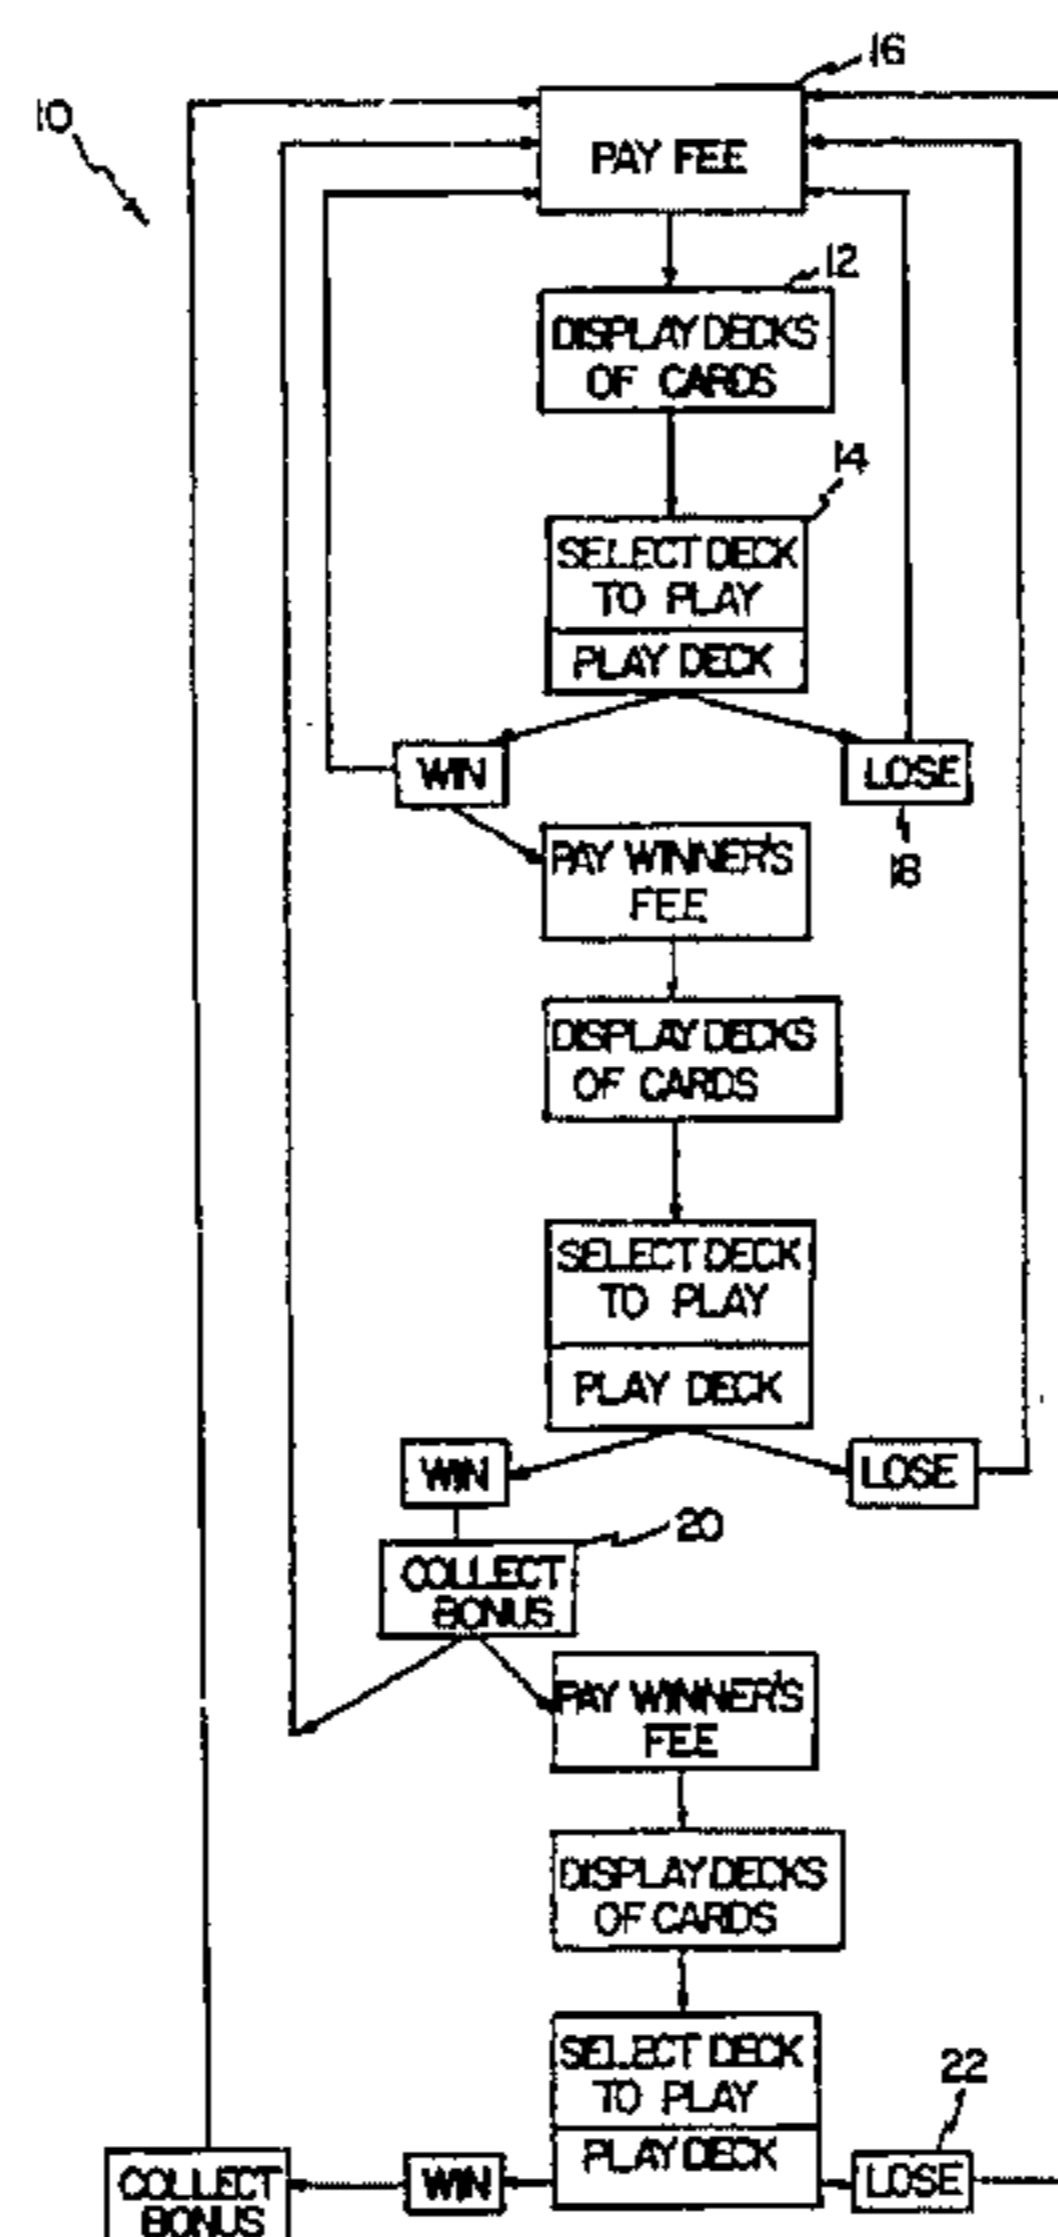 16
10
PAY FEE
12
DISPLAY DECKS
OF CARDS
14
SELECT DECK
TO PLAY
PLAY DECK
WIN
LOSE
18
PAY WINNER'S
FEE
DISPLAY DECKS
OF CARDS
SELECT DECK
TO PLAY
PLAY DECK
WIN
LOSE
20
COLLECT
BONUS
PAY WINNER'S
FEE
DISPLAY DECKS
OF CARDS
SELECT DECK
TO PLAY
22
PLAY DECK
WIN
LOSE
COLLECT
BONUS